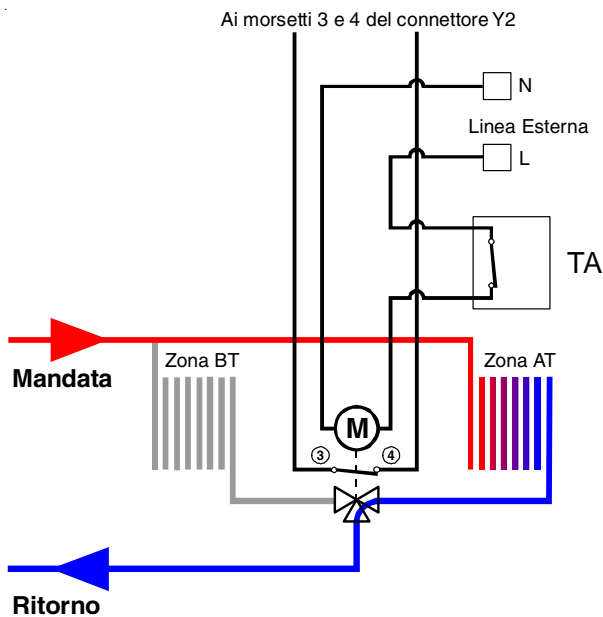 Ai morsetti 3 e 4 del connettore Y2
N
Linea Esterna
L
TA
Zona BT
Zona AT
Mandata
M
3
4
Ritorno